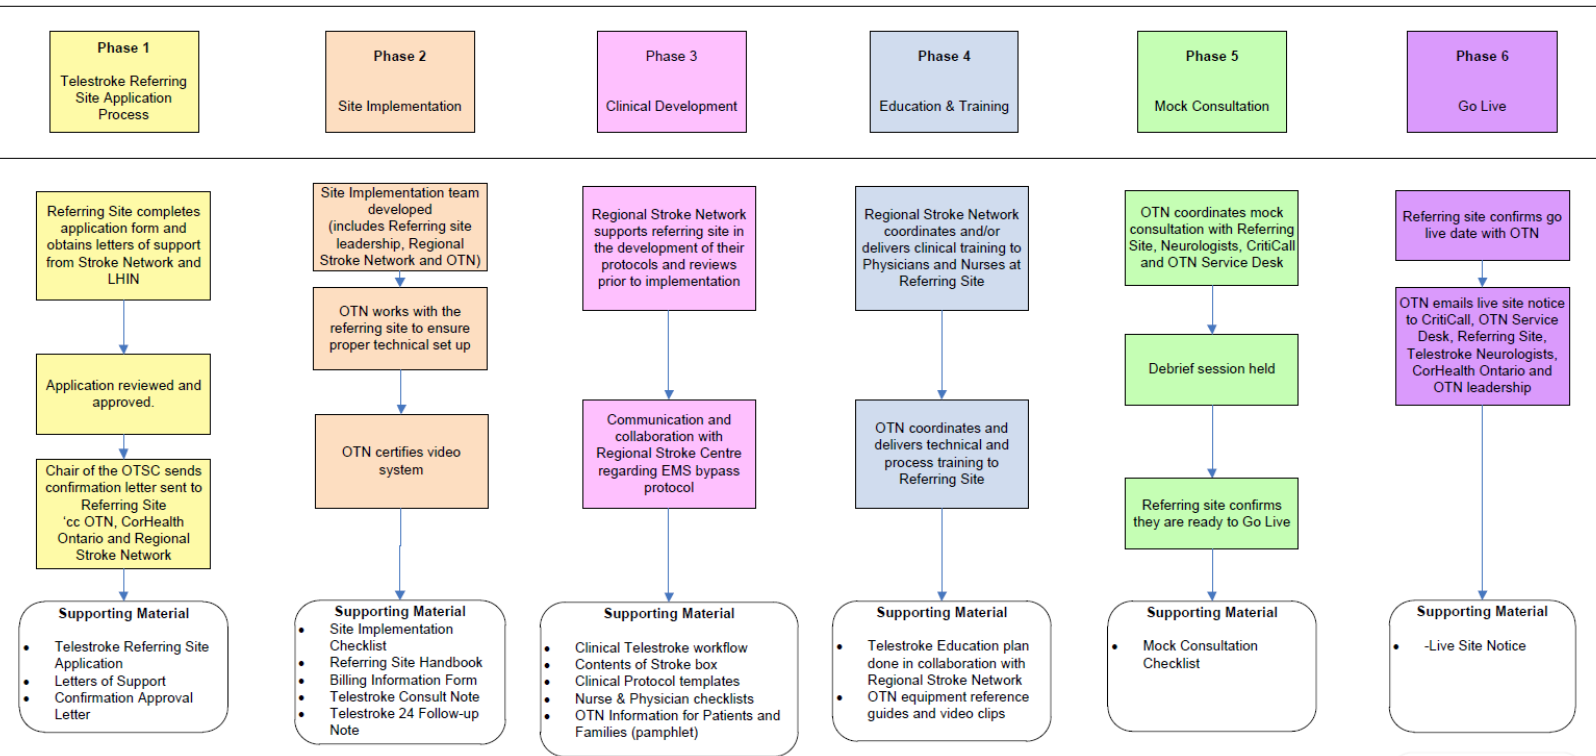 Phase 1
Telestroke Referring
Site Application
Process
Phase 2
Site Implementation
Phase 3
Clinical Development
Phase 4
Education & Training
Phase 5
Mock Consultation
Phase 6
Go Live
Referring Site completes
application form and
obtains letters of support
from Stroke Network and
LHIN
Application reviewed and
approved.
Chair of the OTSC sends
confirmation letter sent to
Referring Site
‘cc OTN, CorHealth
Ontario and Regional
Stroke Network
Supporting Material
• Telestroke Referring Site
Application
• Letters of Support
• Confirmation Approval
Letter
Site Implementation team
developed
(includes Referring site
leadership, Regional
Stroke Network and OTN)
OTN works with the
referring site to ensure
proper technical set up
OTN certifies video
system
Supporting Material
• Site Implementation
Checklist
• Referring Site Handbook
• Billing Information Form
• Telestroke Consult Note
• Telestroke 24 Follow-up
Note
Regional Stroke Network
supports referring site in
the development of their
protocols and reviews
prior to implementation
Communication and
collaboration with
Regional Stroke Centre
regarding EMS bypass
protocol
Supporting Material
• Clinical Telestroke workflow
• Contents of Stroke box
• Clinical Protocol templates
• Nurse & Physician checklists
• OTN Information for Patients and
Families (pamphlet)
Regional Stroke Network
coordinates and/or
delivers clinical training to
Physicians and Nurses at
Referring Site
OTN coordinates and
delivers technical and
process training to
Referring Site
Supporting Material
• Telestroke Education plan
done in collaboration with
Regional Stroke Network
• OTN equipment reference
guides and video clips
OTN coordinates mock
consultation with Referring
Site, Neurologists, CritiCall
and OTN Service Desk
Debrief session held
Referring site confirms
they are ready to Go Live
Supporting Material
• Mock Consultation
Checklist
Referring site confirms go
live date with OTN
OTN emails live site notice
to CritiCall, OTN Service
Desk, Referring Site,
Telestroke Neurologists,
CorHealth Ontario and
OTN leadership
Supporting Material
• -Live Site Notice